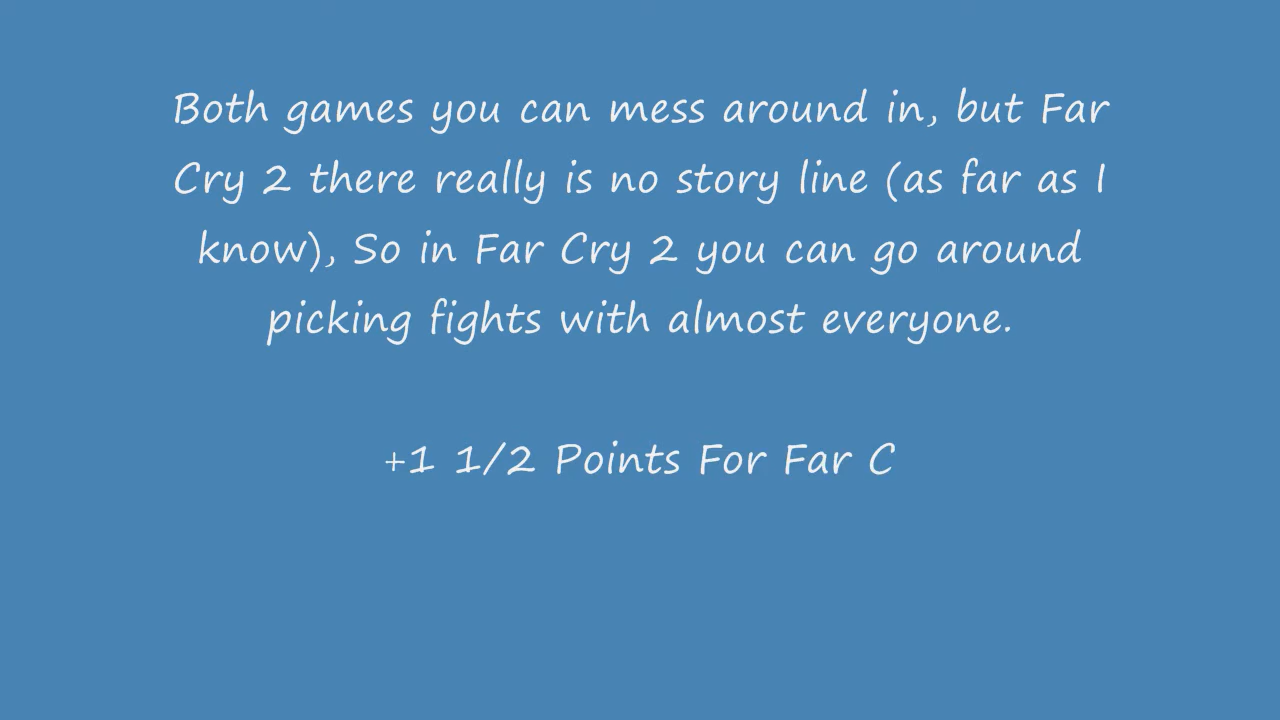 Both games you can mess around in, but Far
Cry 2 there really is no story line (as far as I
know), So in Far Cry 2 you can go around
picking fights with almost everyone.
+1 1/2 Points For Far C